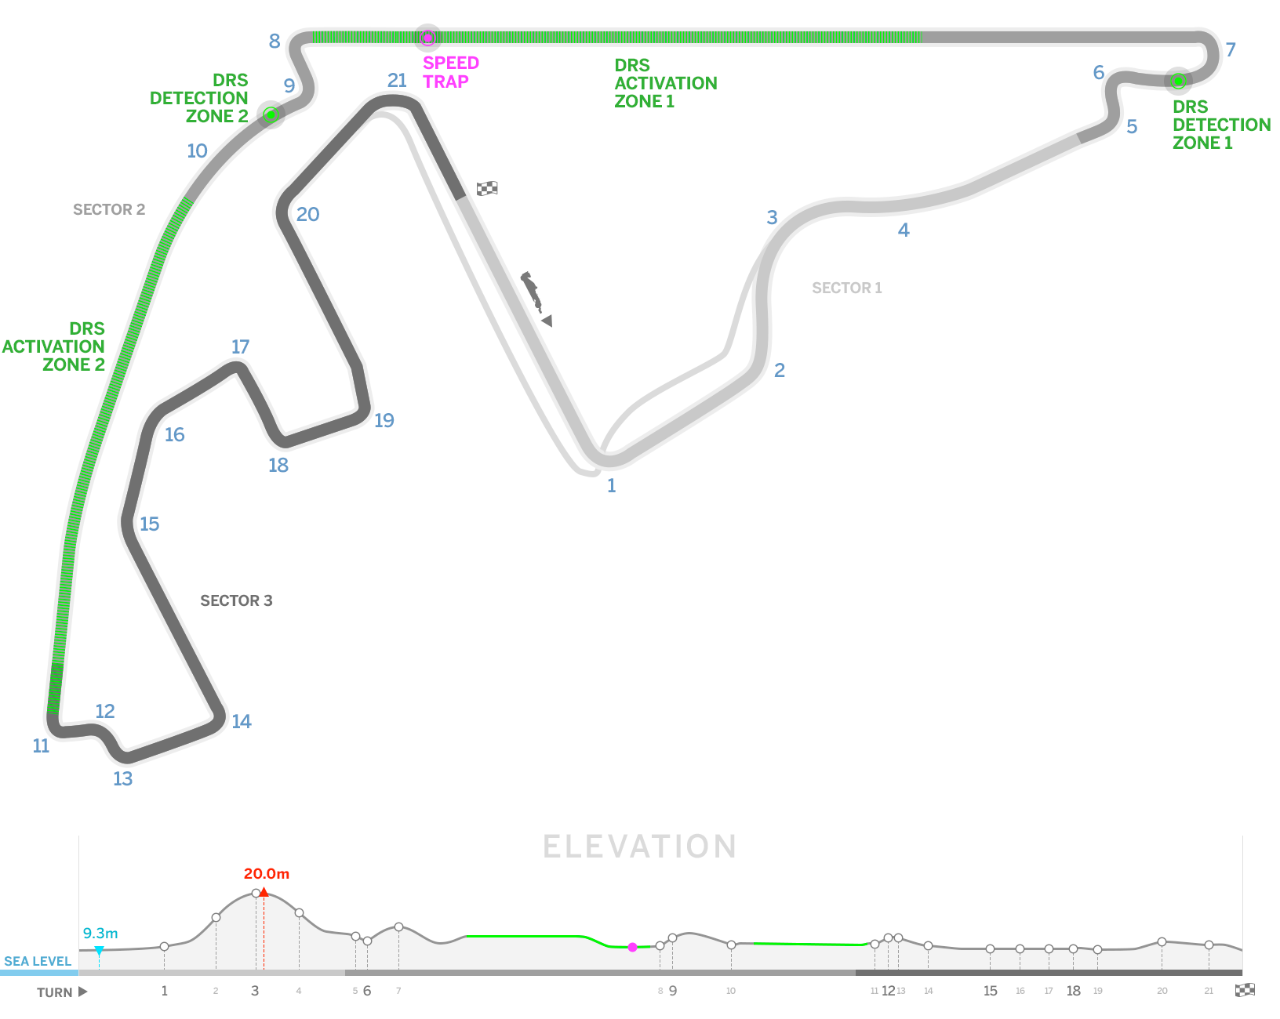 8
7
21
SPEED
TRAP
DRS
ACTIVATION
ZONE 1
6
DRS
DETECTION
ZONE 2
9
DRS
DETECTION
ZONE 1
5
10
SECTOR 2
20
3
4
SECTOR 1
DRS
ACTIVATION
ZONE 2
17
2
16
19
18
1
15
SECTOR 3
12
11
14
13
ELEVATION
20.0m
9.3m
SEA LEVEL
TURN 1 2 3 4 5 6 7 8 9 10 11 12 13 14 15 16 17 18 19 20 21